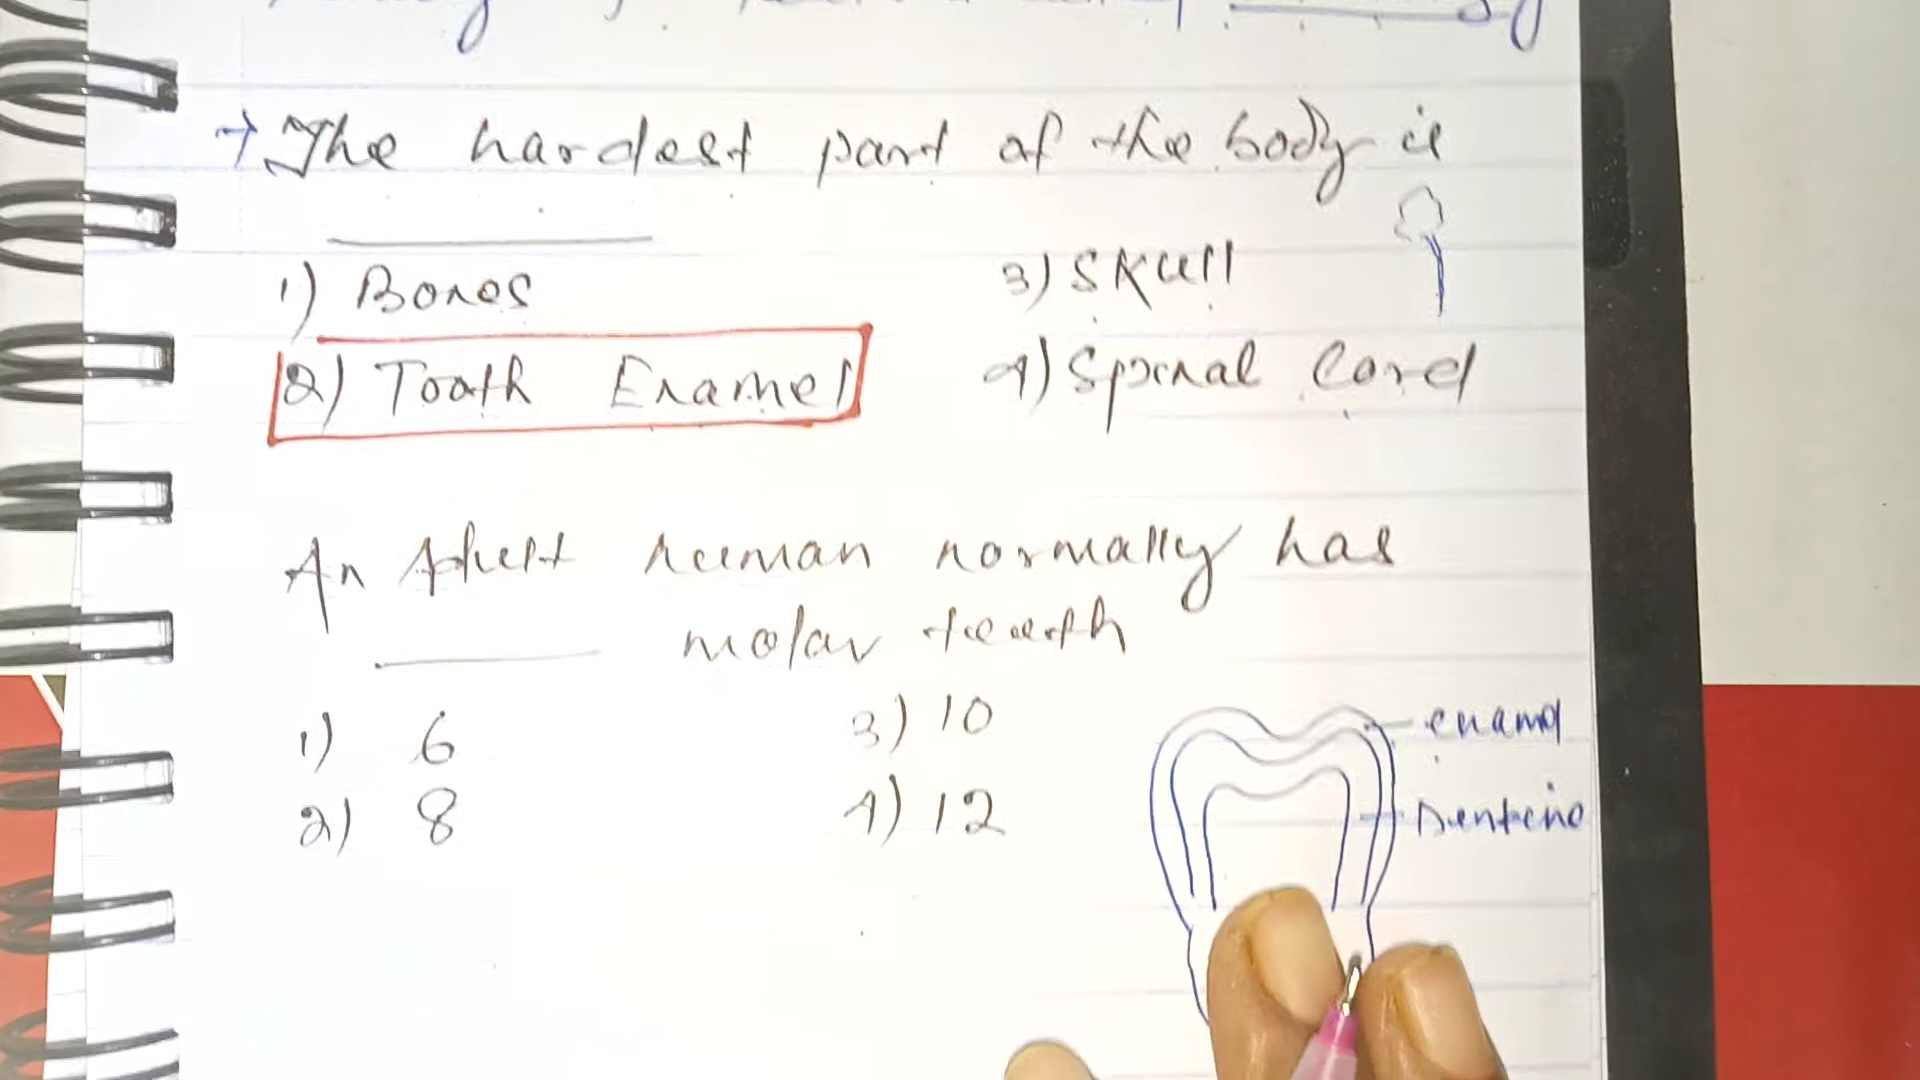 → The hardest part of the body is
1) Bones
3) Skull
2) Tooth Enamel
4) Spinal Cord
An Adult human normally has
molar teeth
1) 6
3) 10
2) 8
4) 12
enamel
Dentine